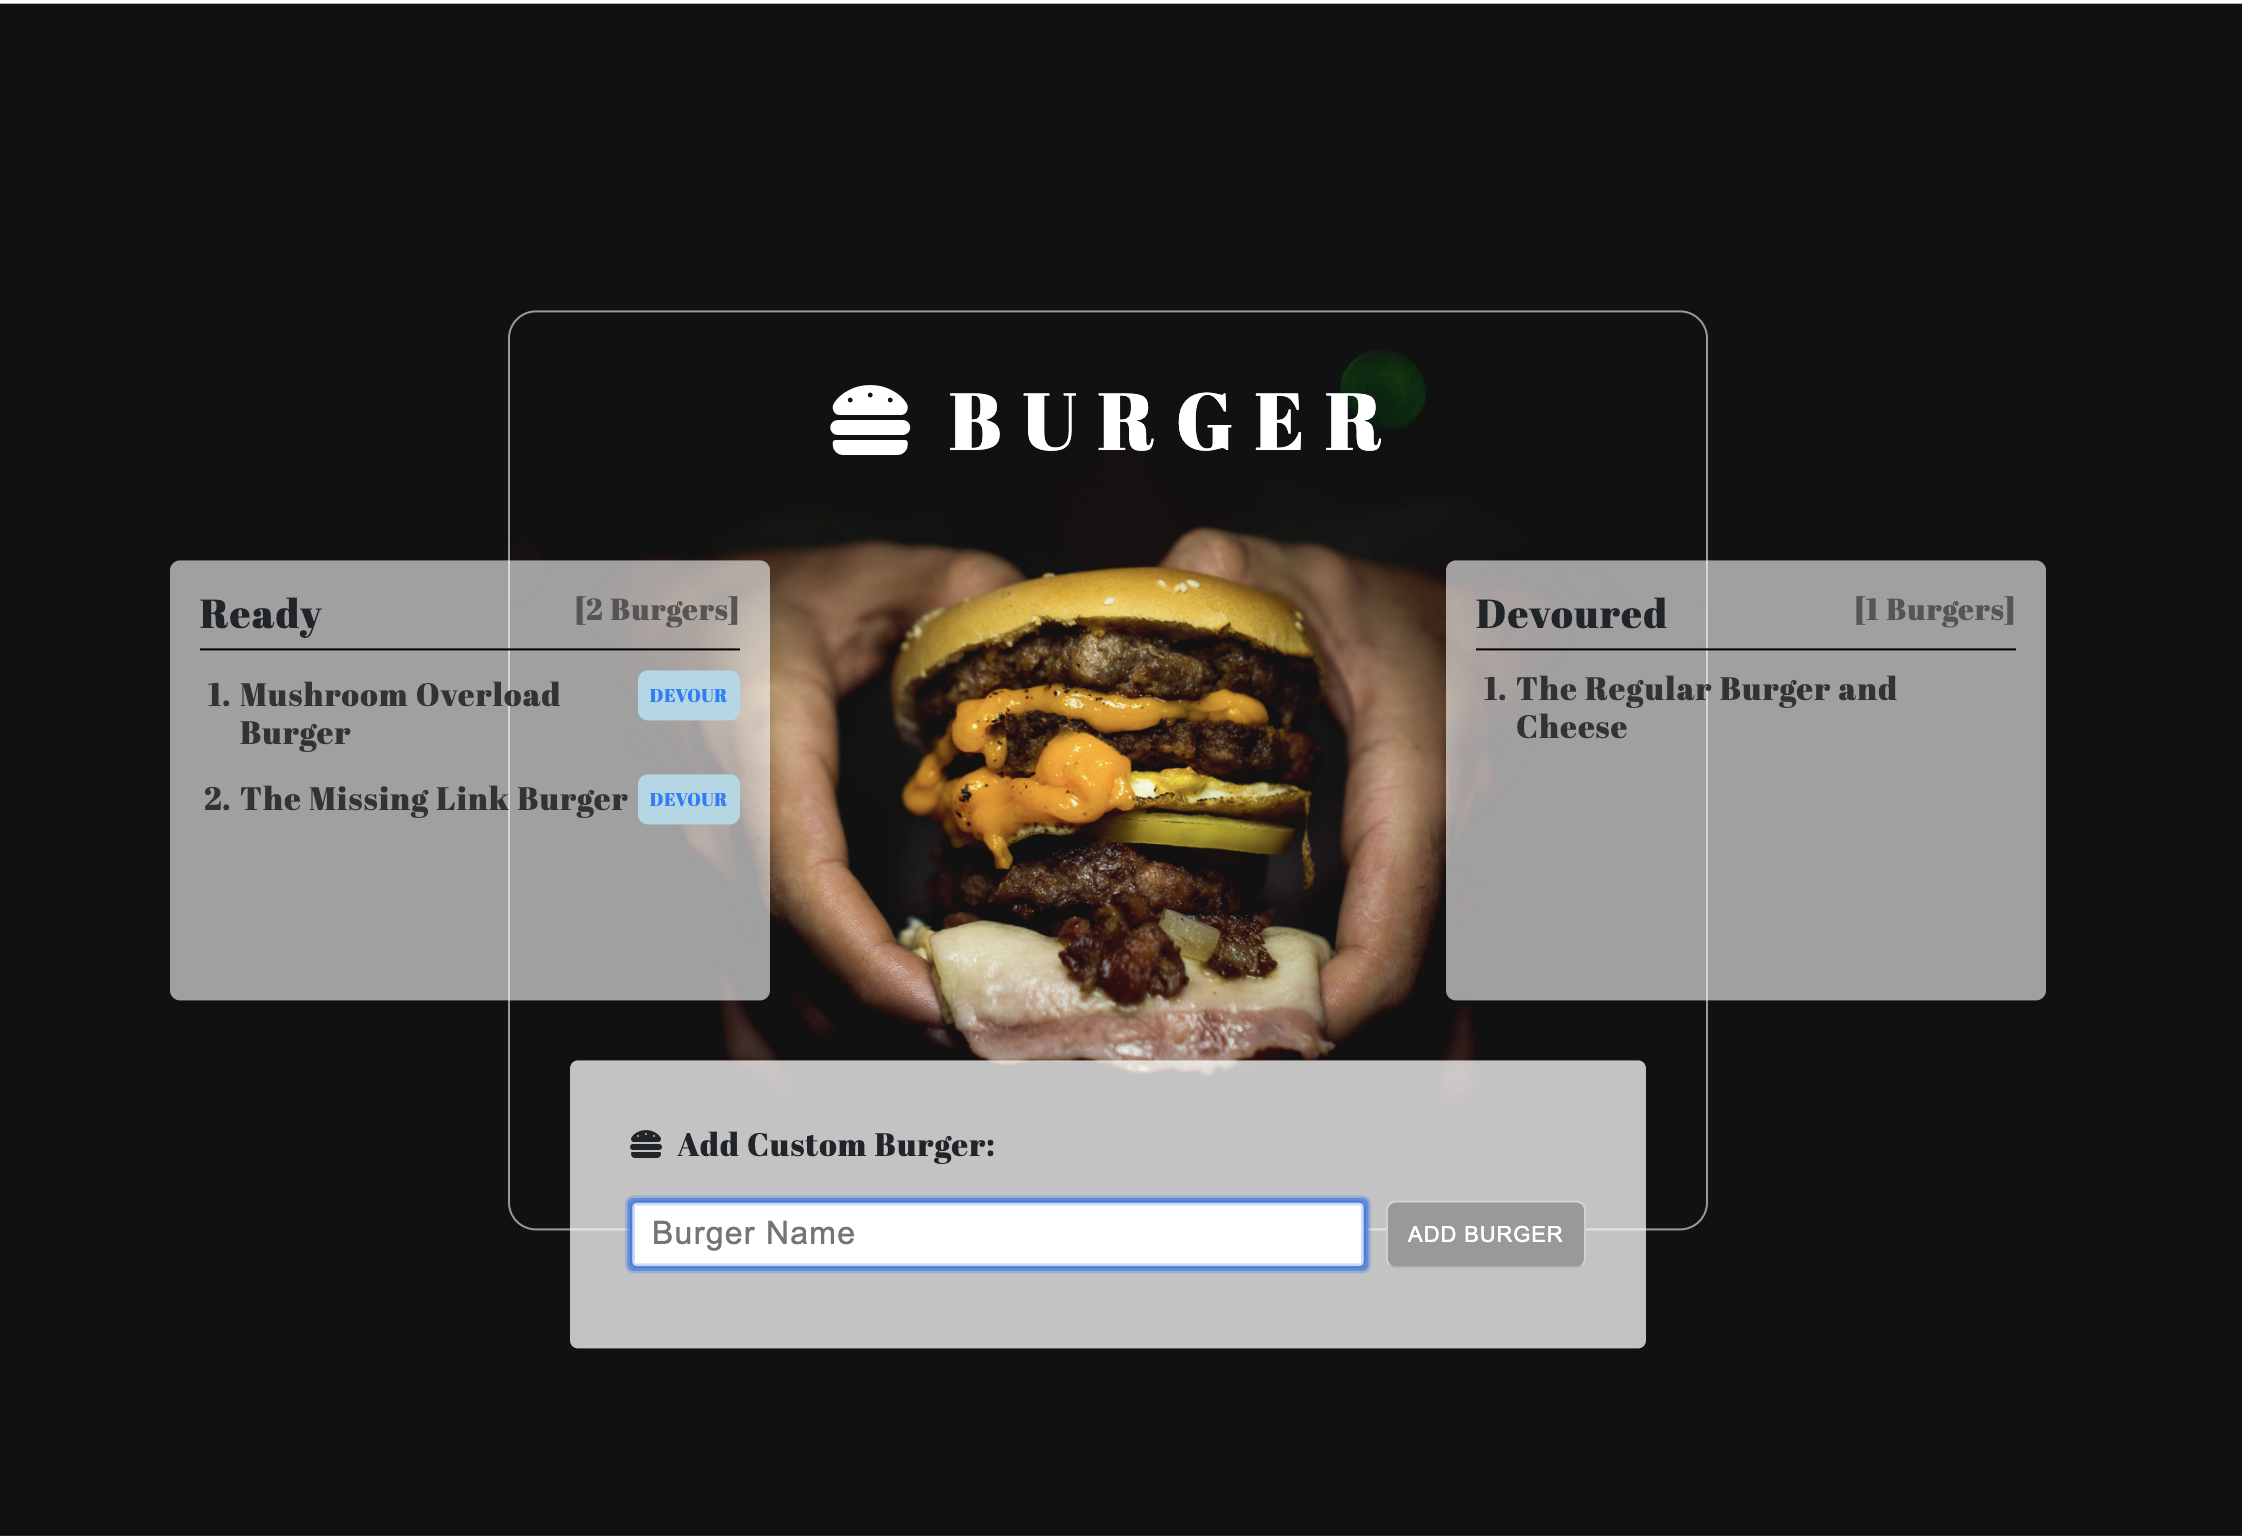 BURGER
Ready
[2 Burgers]
1. Mushroom Overload
Burger
DEVOUR
2. The Missing Link Burger
DEVOUR
Devoured
[1 Burgers]
1. The Regular Burger and
Cheese
Add Custom Burger:
Burger Name
ADD BURGER